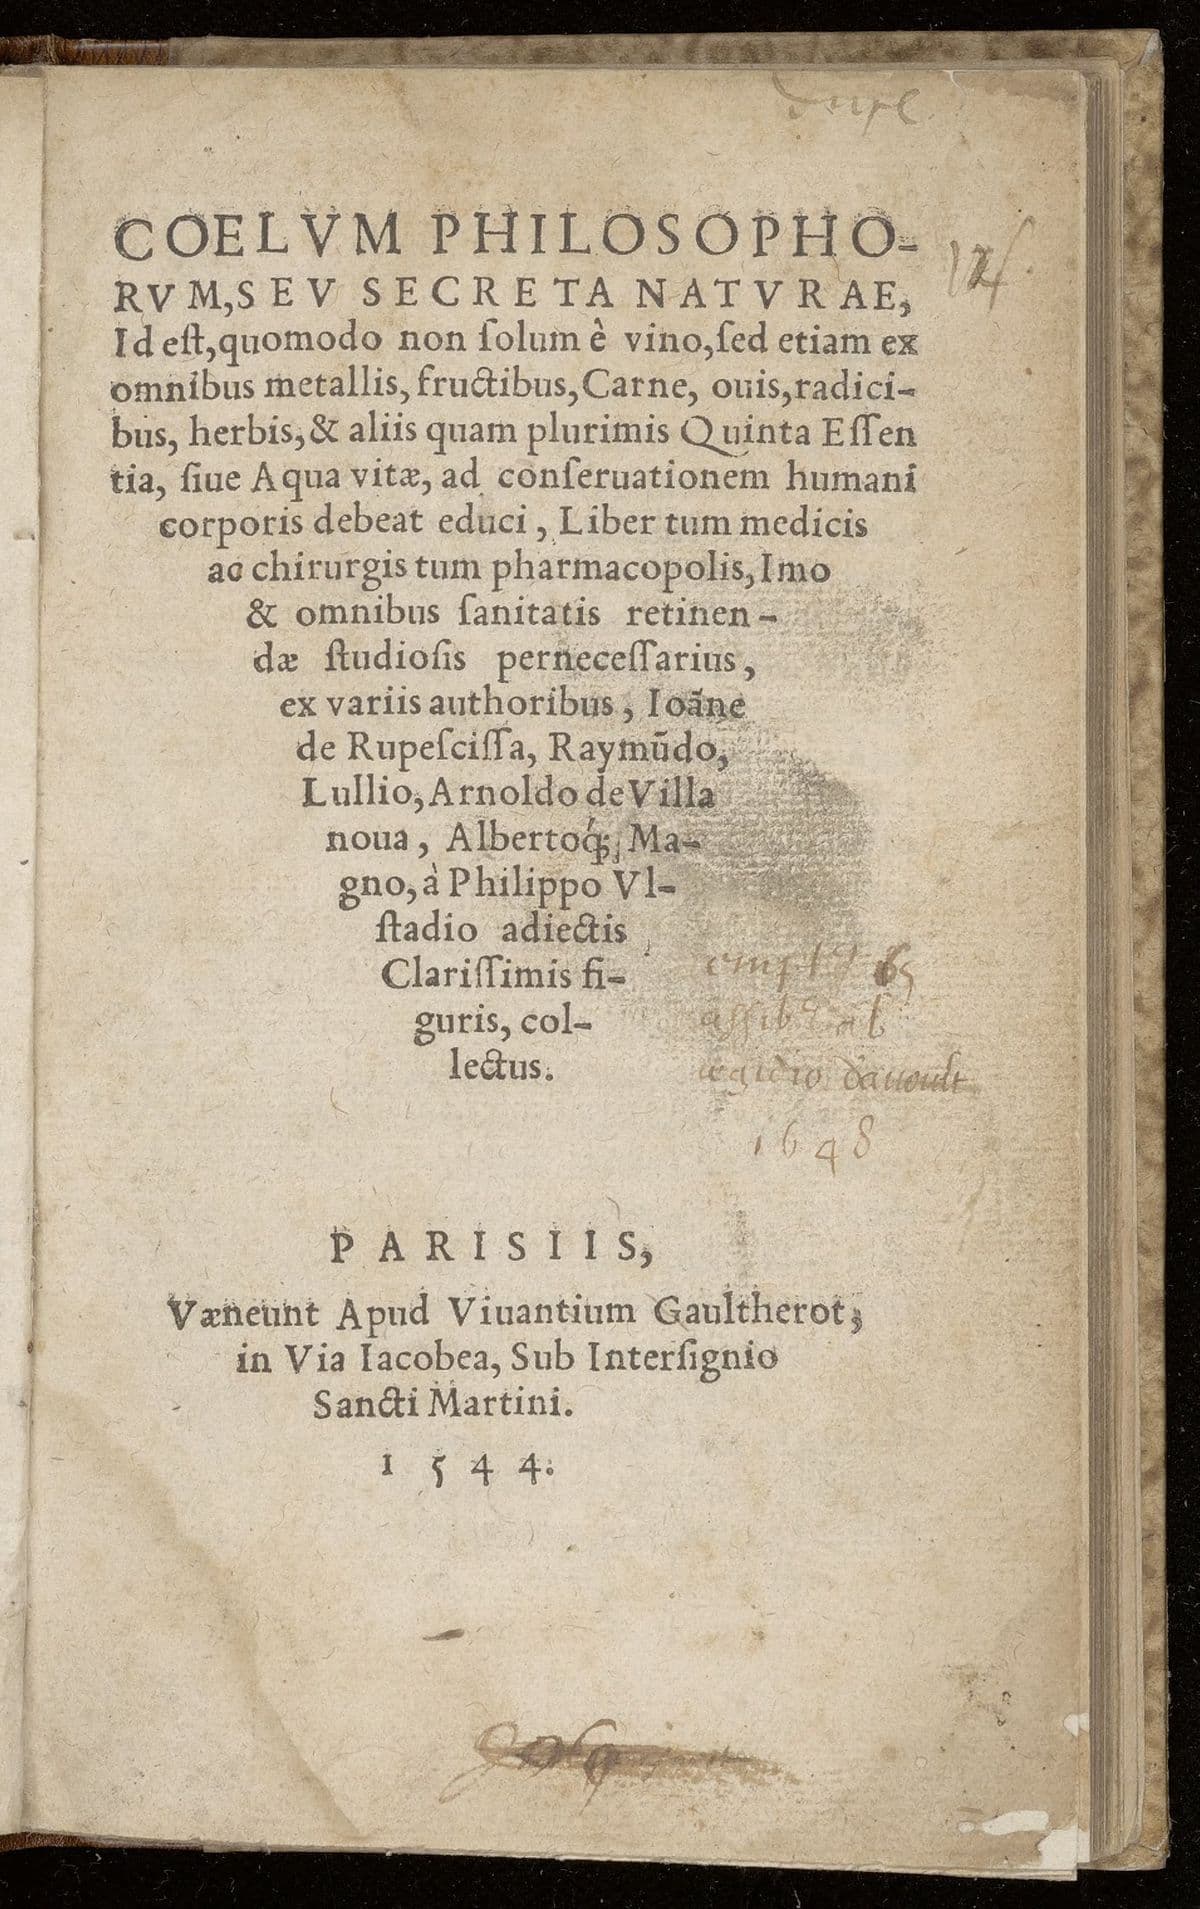 COELVM PHILOSOPHO-
RVM, SEV SECRETA NATVRAE,
Id eſt, quomodo non ſolum è vino, ſed etiam ex
omnibus metallis, fructibus, Carne, ouis, radici-
bus, herbis, & aliis quam plurimis Quinta Eſſen
tia, ſiue Aqua vitæ, ad conſeruationem humani
corporis debeat educi, Liber tum medicis
ac chirurgis tum pharmacopolis, Imo
& omnibus ſanitatis retinen-
dæ ſtudioſis perneceſſarius,
ex variis authoribus, Ioãne
de Rupeſciſſa, Raymũdo,
Lullio, Arnoldo de Villa
noua, Albertoq́; Ma-
gno, à Philippo Vl-
ſtadio adiectis
Clariſſimis fi-
guris, col-
lectus.
ægidio
1648
PARISIIS,
Væneunt Apud Viuantium Gaultherot,
in Via Iacobea, Sub Interſignio
Sancti Martini.
1544.